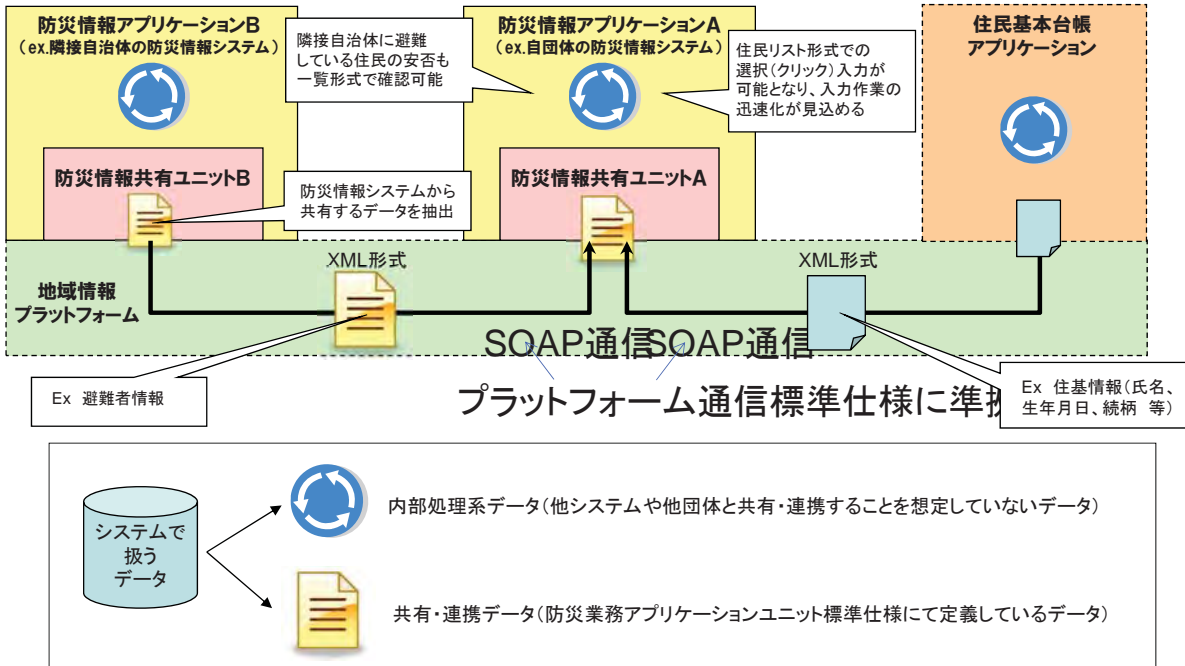 防災情報アプリケーションB
（ex.隣接自治体の防災情報システム）
隣接自治体に避難
している住民の安否も
一覧形式で確認可能
防災情報アプリケーションA
（ex.自団体の防災情報システム）
住民リスト形式での
選択（クリック）入力が
可能となり、入力作業の
迅速化が見込める
住民基本台帳
アプリケーション
防災情報共有ユニットB
防災情報システムから
共有するデータを抽出
防災情報共有ユニットA
地域情報
プラットフォーム
XML形式
XML形式
SOAP通信
SOAP通信
プラットフォーム通信標準仕様に準拠
Ex 避難者情報
Ex 住基情報（氏名、
生年月日、続柄 等）
システムで
扱う
データ
内部処理系データ（他システムや他団体と共有・連携することを想定していないデータ）
共有・連携データ（防災業務アプリケーションユニット標準仕様にて定義しているデータ）